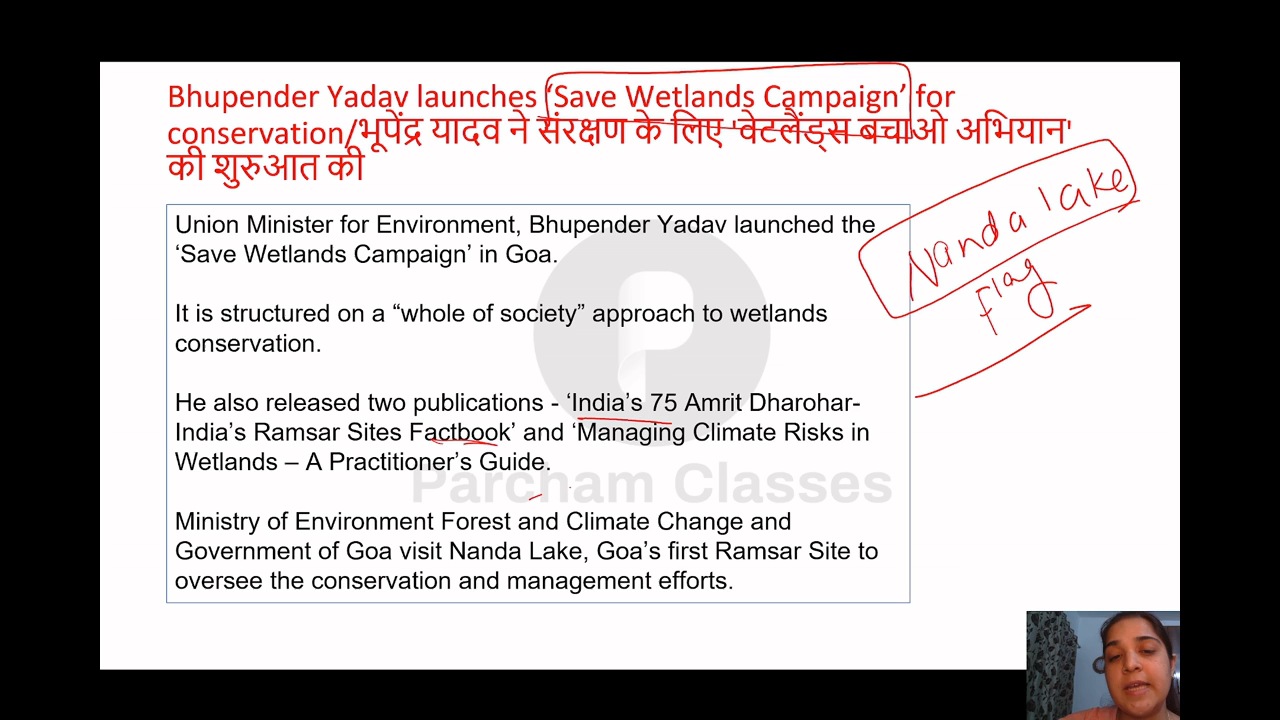 Bhupender Yadav launches ‘Save Wetlands Campaign’ for
conservation/भूपेंद्र यादव ने संरक्षण के लिए 'वेटलैंड्स बचाओ अभियान'
की शुरुआत की
Nanda lake
Flag
Union Minister for Environment, Bhupender Yadav launched the
‘Save Wetlands Campaign’ in Goa.
It is structured on a “whole of society” approach to wetlands
conservation.
He also released two publications - ‘India’s 75 Amrit Dharohar-
India’s Ramsar Sites Factbook’ and ‘Managing Climate Risks in
Wetlands – A Practitioner’s Guide.
Parcham Classes
Ministry of Environment Forest and Climate Change and
Government of Goa visit Nanda Lake, Goa’s first Ramsar Site to
oversee the conservation and management efforts.